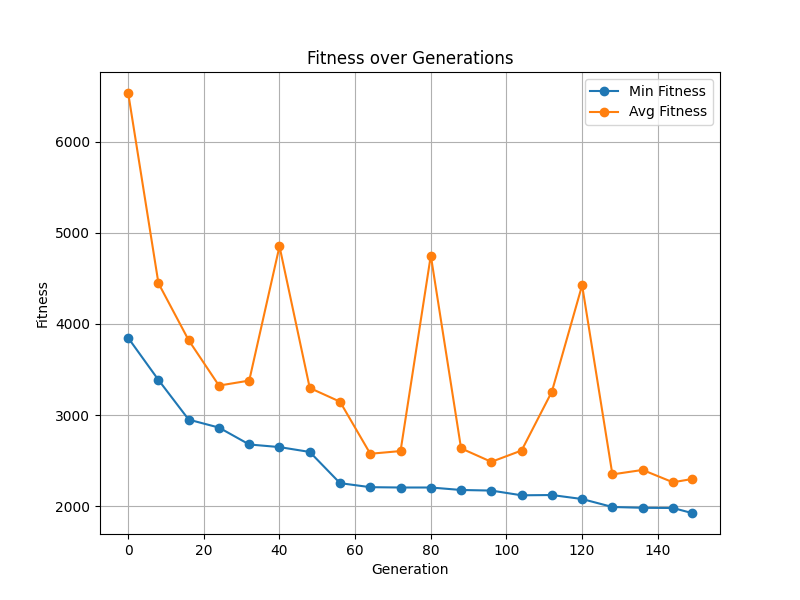 Fitness over Generations
Min Fitness
Avg Fitness
6000
5000
4000
3000
2000
Fitness
0 20 40 60 80 100 120 140
Generation